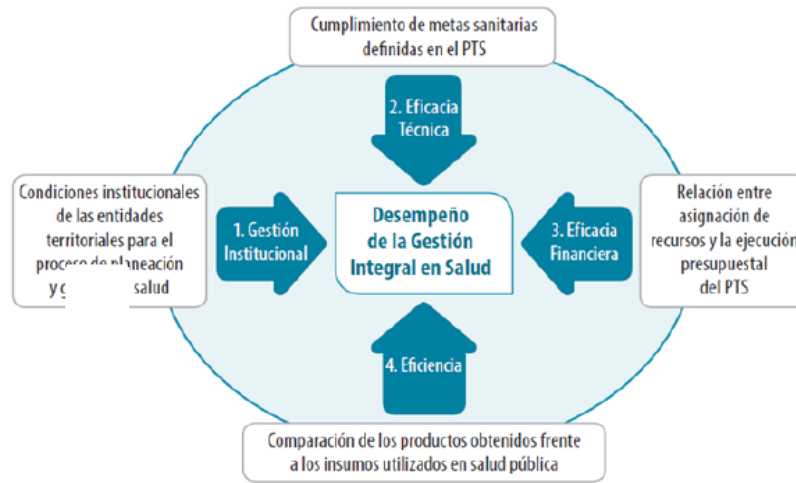 Cumplimiento de metas sanitarias
definidas en el PTS
2. Eficacia
Técnica
Condiciones institucionales
de las entidades
territoriales para el
proceso de planeación
y salud
1. Gestión
Institucional
Desempeño
de la Gestión
Integral en Salud
3. Eficacia
Financiera
Relación entre
asignación de
recursos y la ejecución
presupuestal
del PTS
4. Eficiencia
Comparación de los productos obtenidos frente
a los insumos utilizados en salud pública